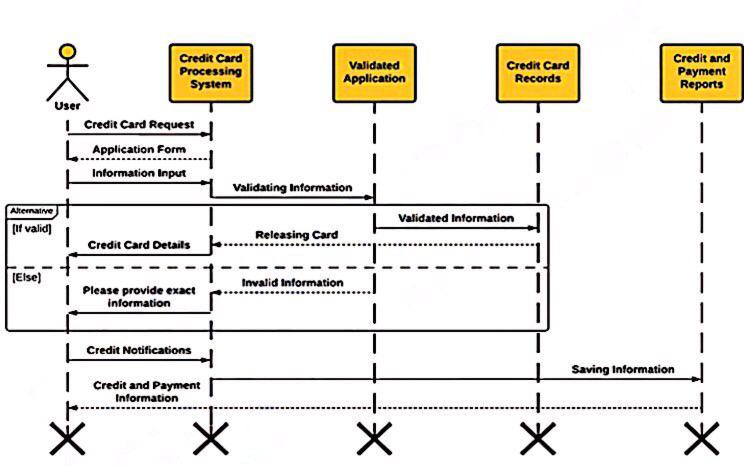 Credit Card
Processing
System
Validated
Application
Credit Card
Records
Credit and
Payment
Reports
User
Credit Card Request
Application Form
Information Input
Validating Information
Alternative
[If valid]
Validated Information
Releasing Card
Credit Card Details
[Else]
Invalid Information
Please provide exact
information
Credit Notifications
Saving Information
Credit and Payment
Information